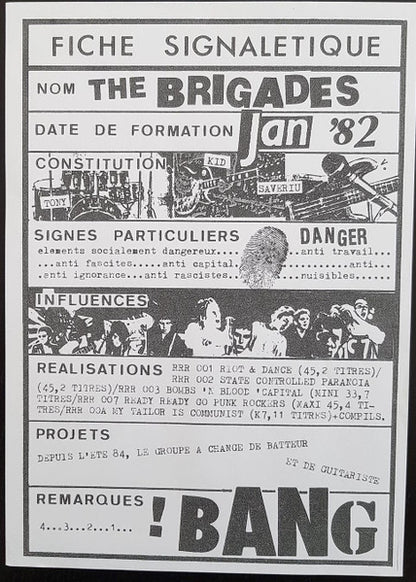 FICHE SIGNALETIQUE
NOM THE BRIGADES
DATE DE FORMATION Jan '82
CONSTITUTION
KID
SAVERIU
TONY
SIGNES PARTICULIERS DANGER
elements socialement dangereux.... ...anti travail...
...anti fascites.....anti capital. .........anti....
.anti ignorance...anti rascistes.. ..nuisibles......
INFLUENCES
REALISATIONS RRR 001 RIOT & DANCE (45,2 TITRES)/
RRR 002 STATE CONTROLLED PARANOIA
(45,2 TITRES)/RRR 003 BOMBS 'N BLOOD 'CAPITAL (MINI 33,7
TITRES/RRR 007 READY READY GO PUNK ROCKERS (MAXI 45,4 TI-
TRES/RRR 00A MY TAILOR IS COMMUNIST (K7,11 TITRES)+COMPILS.
PROJETS
DEPUIS L'ETE 84, LE GROUPE A CHANGE DE BATTEUR
ET DE GUITARISTE
REMARQUES
4...3...2...1...
! BANG